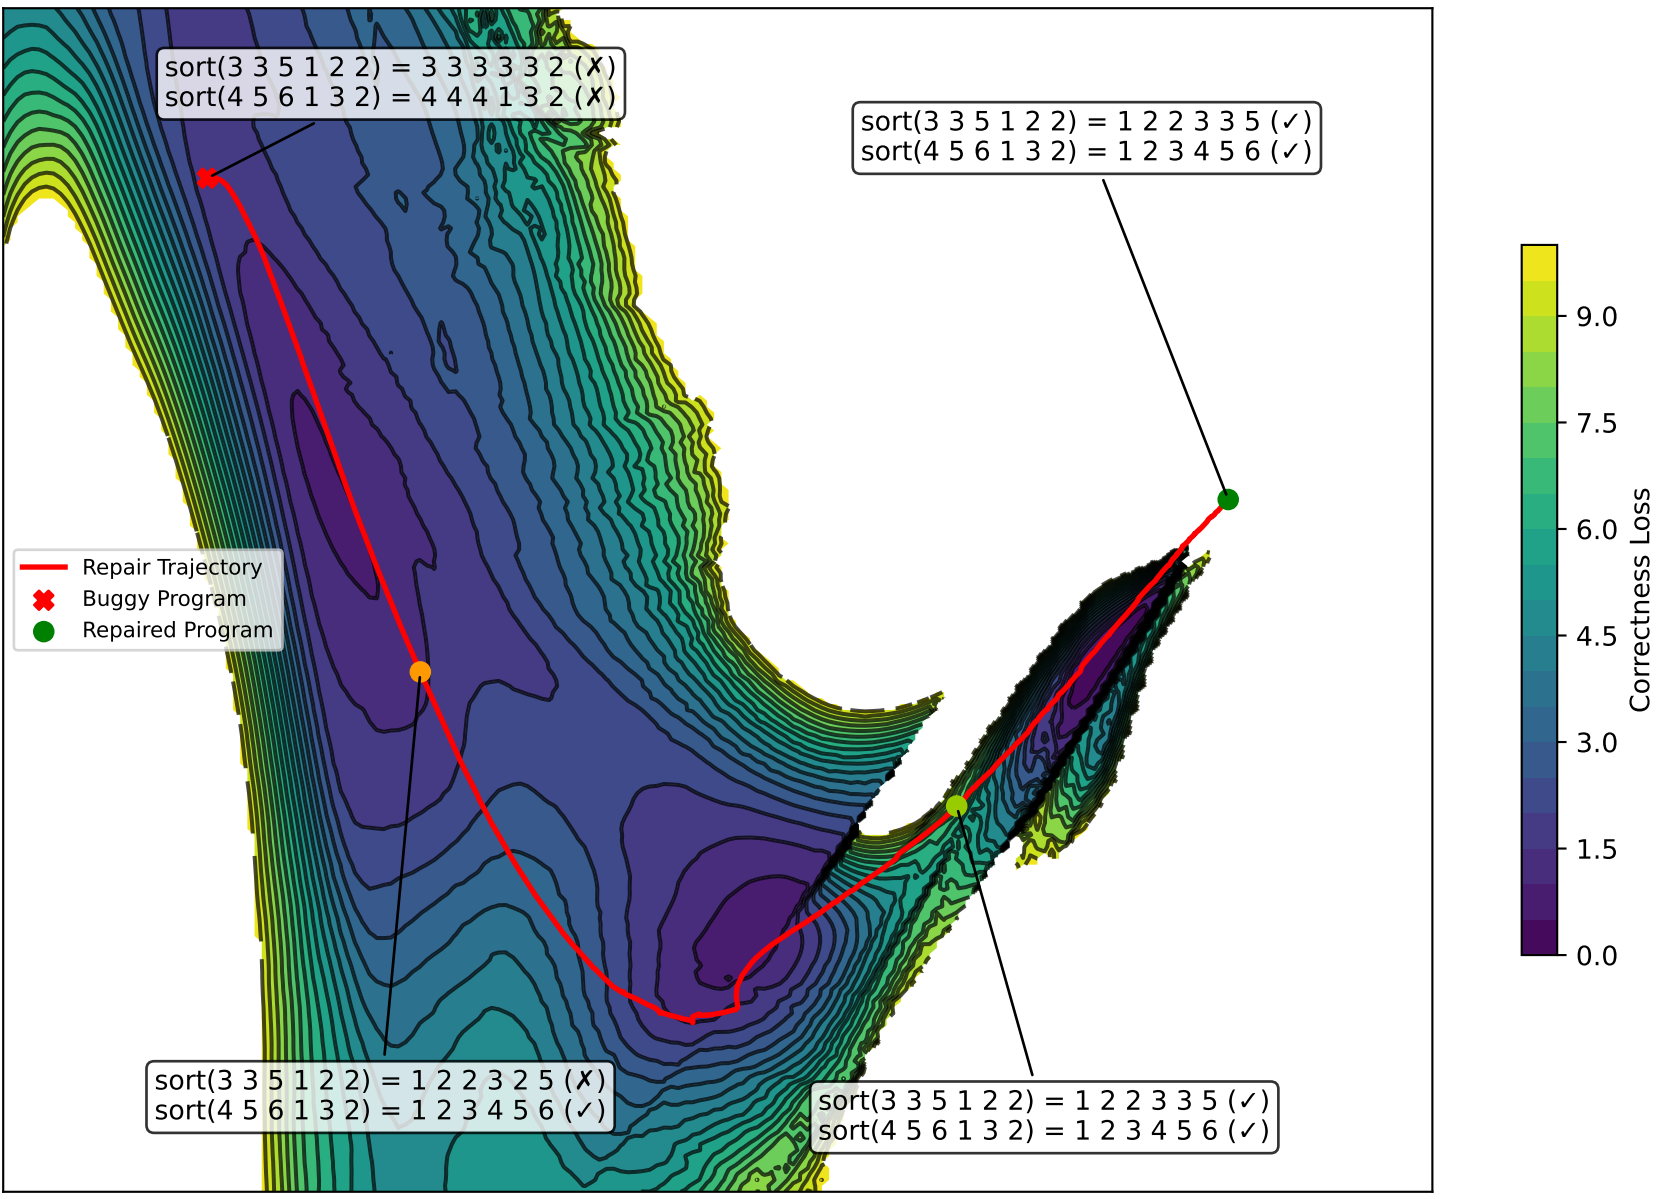 sort(3 3 5 1 2 2) = 3 3 3 3 3 2 (✗)
sort(4 5 6 1 3 2) = 4 4 4 1 3 2 (✗)
sort(3 3 5 1 2 2) = 1 2 2 3 3 5 (✓)
sort(4 5 6 1 3 2) = 1 2 3 4 5 6 (✓)
Repair Trajectory
Buggy Program
Repaired Program
sort(3 3 5 1 2 2) = 1 2 2 3 2 5 (✗)
sort(4 5 6 1 3 2) = 1 2 3 4 5 6 (✓)
sort(3 3 5 1 2 2) = 1 2 2 3 3 5 (✓)
sort(4 5 6 1 3 2) = 1 2 3 4 5 6 (✓)
9.0
7.5
6.0
4.5
3.0
1.5
0.0
Correctness Loss